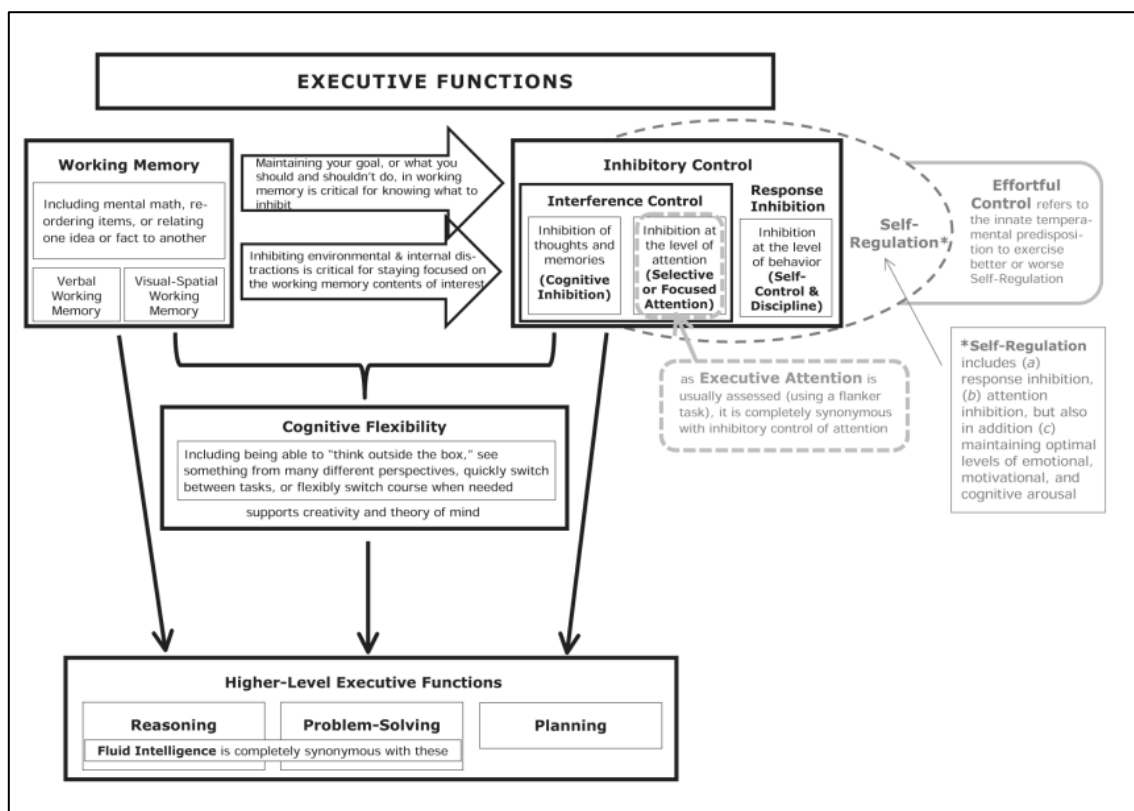 EXECUTIVE FUNCTIONS
Working Memory
Including mental math, re-
ordering items, or relating
one idea or fact to another
Verbal
Working
Memory
Visual-Spatial
Working
Memory
Maintaining your goal, or what you
should and shouldn't do, in working
memory is critical for knowing what to
inhibit
Inhibiting environmental & internal dis-
tractions is critical for staying focused on
the working memory contents of interest
Inhibitory Control
Interference Control
Inhibition of
thoughts and
memories
(Cognitive
Inhibition)
Inhibition at
the level of
attention
(Selective
or Focused
Attention)
Response
Inhibition
Inhibition
at the level
of behavior
(Self-
Control &
Discipline)
Self-
Regulation*
Effortful
Control refers to
the innate tempera-
mental predisposi-
tion to exercise
better or worse
Self-Regulation
*Self-Regulation
includes (a)
response inhibition,
(b) attention
inhibition, but also
in addition (c)
maintaining optimal
levels of emotional,
motivational, and
cognitive arousal
as Executive Attention is
usually assessed (using a flanker
task), it is completely synonymous
with inhibitory control of attention
Cognitive Flexibility
Including being able to "think outside the box," see
something from many different perspectives, quickly switch
between tasks, or flexibly switch course when needed
supports creativity and theory of mind
Higher-Level Executive Functions
Reasoning
Problem-Solving
Planning
Fluid Intelligence is completely synonymous with these